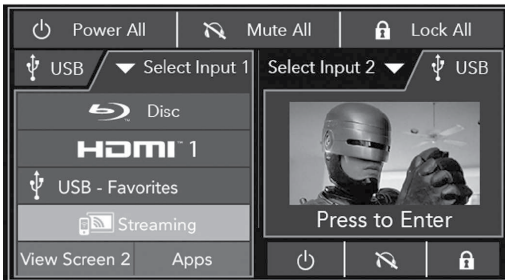 Power All
Mute All
Lock All
USB
Select Input 1
Select Input 2
USB
Disc
HDMI™ 1
USB - Favorites
Streaming
View Screen 2
Apps
Press to Enter